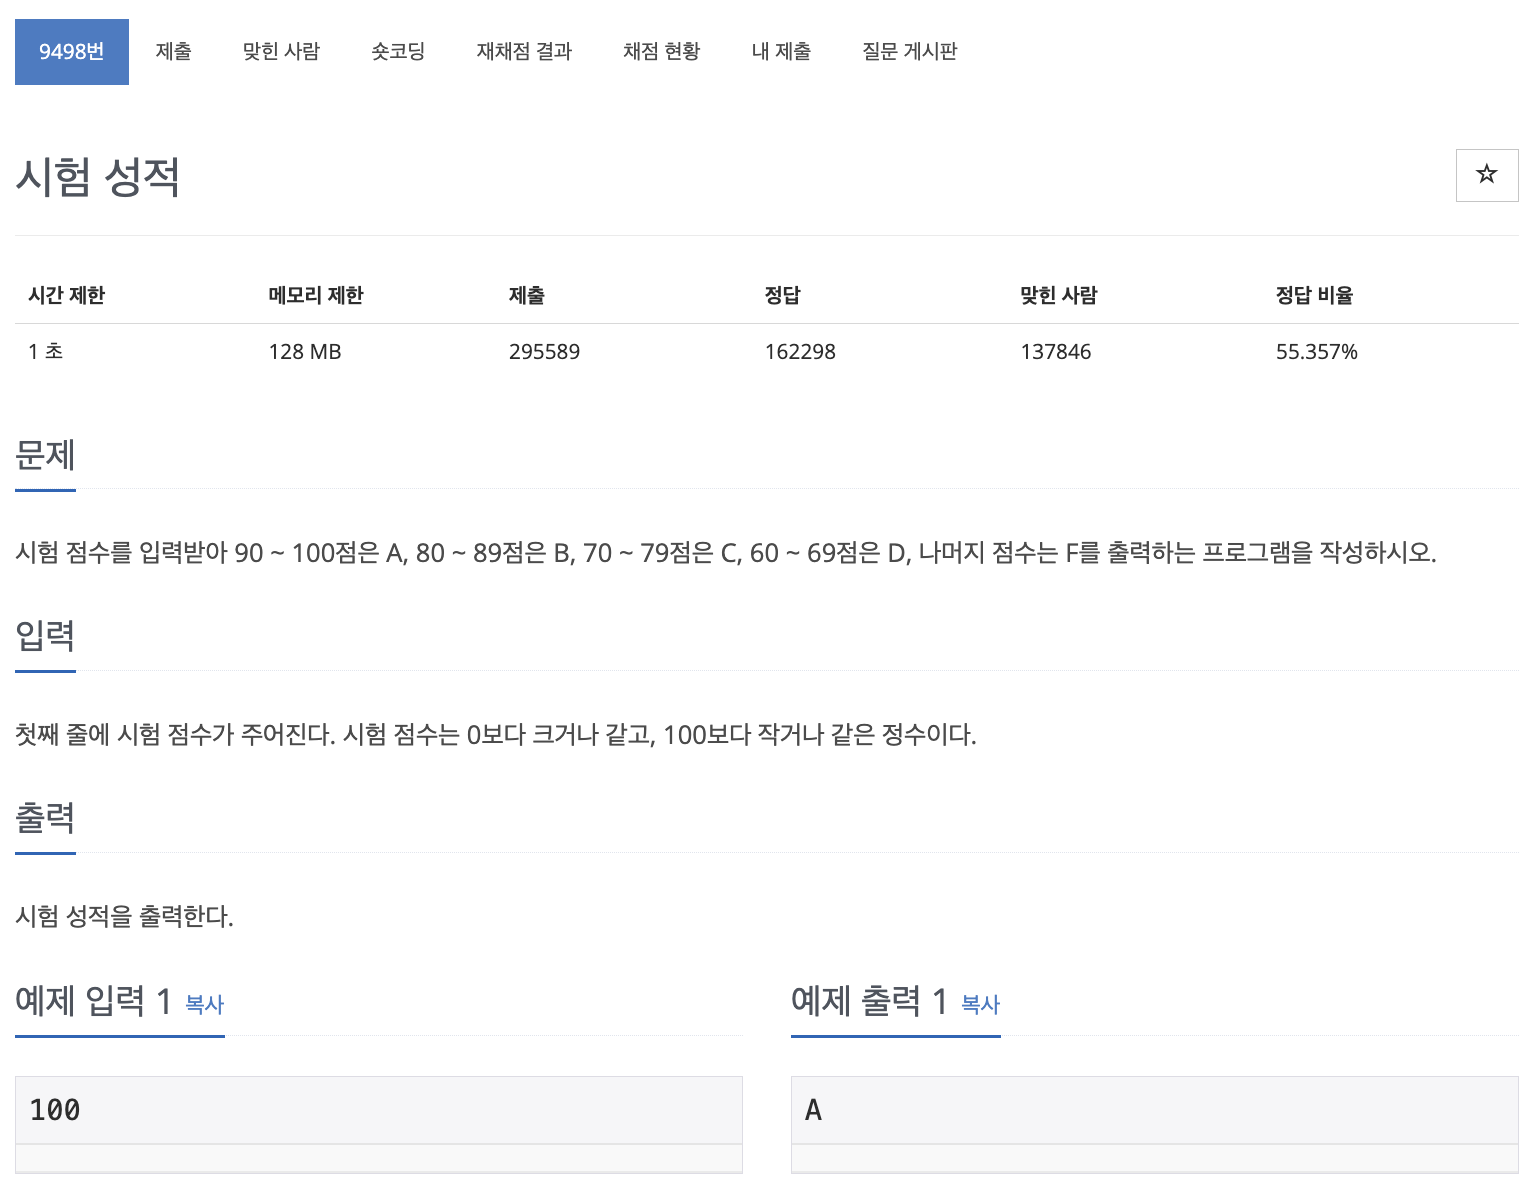 9498번 제출 맞힌 사람 숏코딩 재채점 결과 채점 현황 내 제출 질문 게시판
시험 성적
☆
시간 제한 메모리 제한 제출 정답 맞힌 사람 정답 비율
1 초 128 MB 295589 162298 137846 55.357%
문제
시험 점수를 입력받아 90 ~ 100점은 A, 80 ~ 89점은 B, 70 ~ 79점은 C, 60 ~ 69점은 D, 나머지 점수는 F를 출력하는 프로그램을 작성하시오.
입력
첫째 줄에 시험 점수가 주어진다. 시험 점수는 0보다 크거나 같고, 100보다 작거나 같은 정수이다.
출력
시험 성적을 출력한다.
예제 입력 1 복사
100
예제 출력 1 복사
A